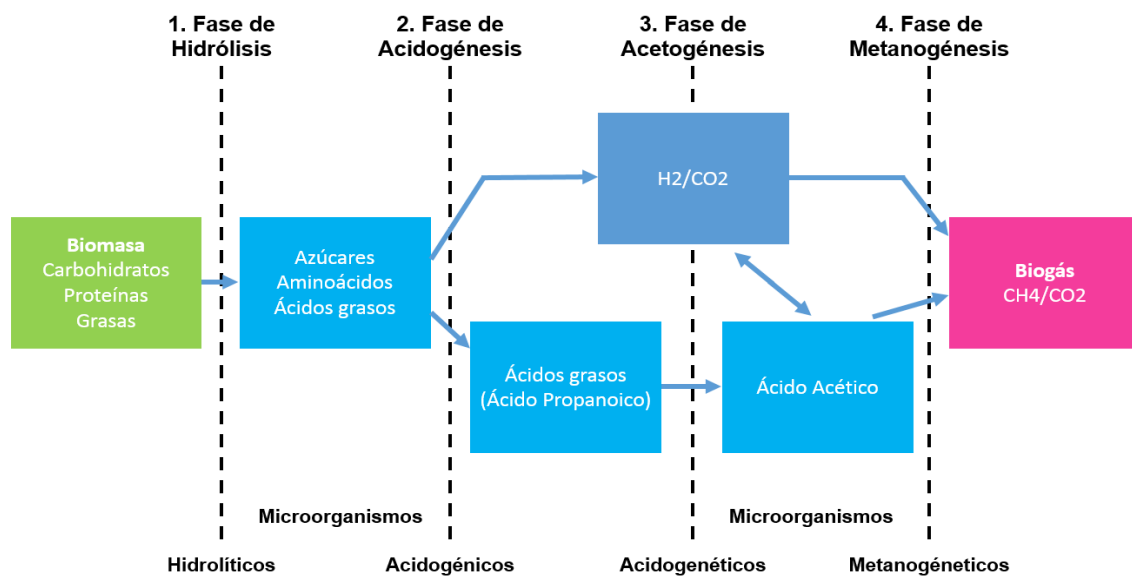 1. Fase de
Hidrólisis
2. Fase de
Acidogénesis
3. Fase de
Acetogénesis
4. Fase de
Metanogénesis
H2/CO2
Biomasa
Carbohidratos
Proteínas
Grasas
Azúcares
Aminoácidos
Ácidos grasos
Biogás
CH4/CO2
Ácidos grasos
(Ácido Propanoico)
Ácido Acético
Microorganismos
Microorganismos
Hidrolíticos
Acidogénicos
Acidogenéticos
Metanogéneticos